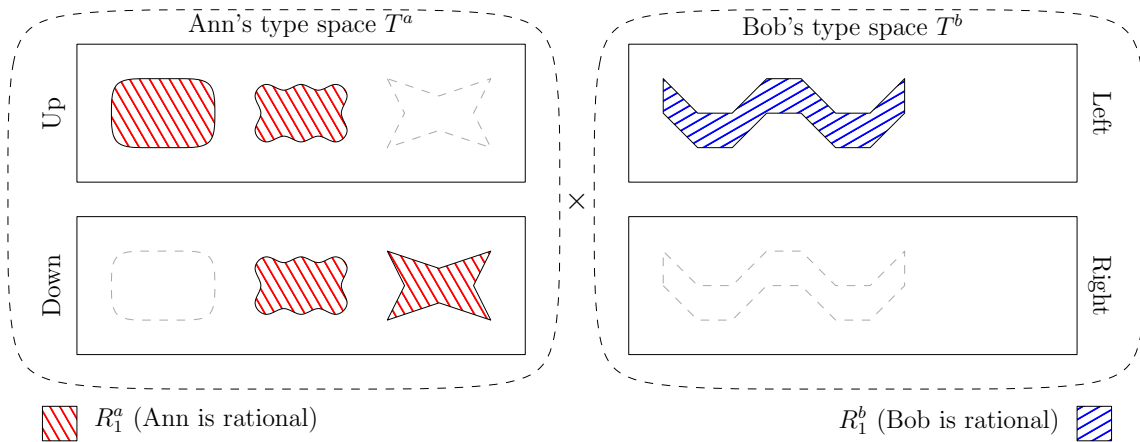 Ann's type space T^a
Bob's type space T^b
Up
Left
×
Down
Right
R_1^a (Ann is rational)
R_1^b (Bob is rational)